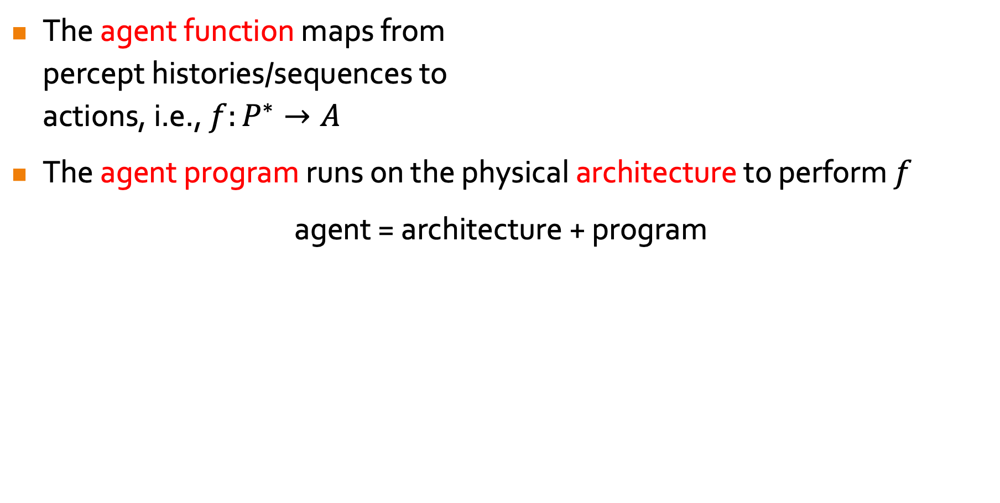 The agent function maps from
percept histories/sequences to
actions, i.e., f: P* → A
The agent program runs on the physical architecture to perform f
agent = architecture + program